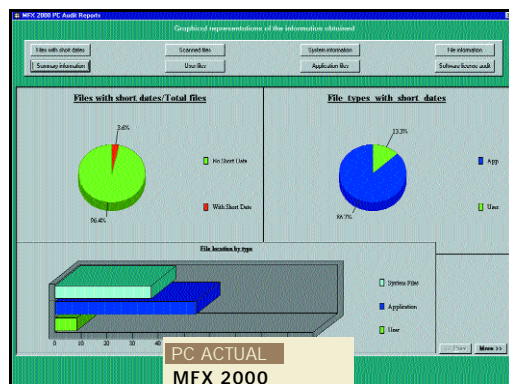 MFX 2000 PC Audit Reports
Graphical representations of the information obtained
Files with short dates
Scanned files
System information
File information
Summary information
User files
Application files
Software license audit
Files with short dates/Total files
File types with short dates
3.6%
No Short Date
With Short Date
96.4%
13.3%
App
User
86.7%
File location by type
System Files
Application
User
0 10 20 30 40
<< Prev
More >>
PC ACTUAL
MFX 2000